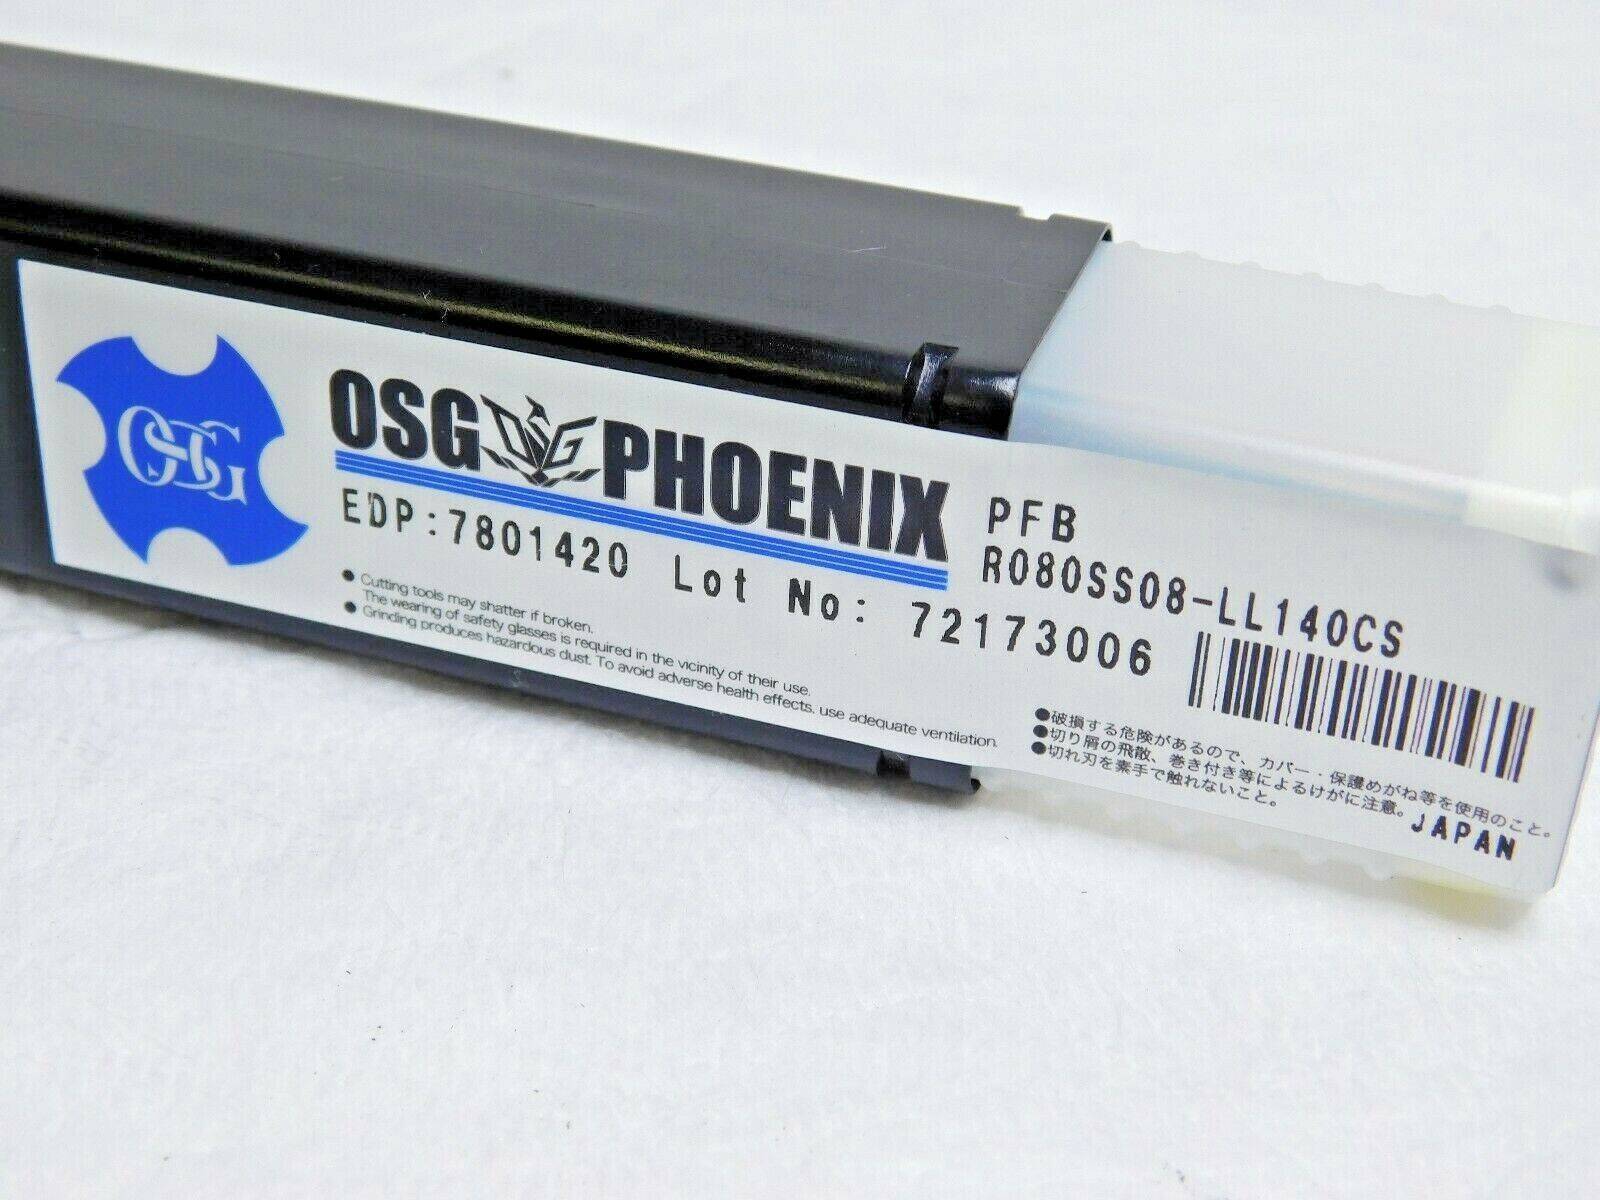 OSG
OSG OSG PHOENIX
EDP:7801420 Lot No: 72173006
PFB
R080SS08-LL140CS
● Cutting tools may shatter if broken.
The wearing of safety glasses is required in the vicinity of their use.
● Grinding produces hazardous dust. To avoid adverse health effects, use adequate ventilation.
●破損する危険があるので、カバー・保護めがね等を使用のこと。
●切り屑の飛散、巻き付き等によるけがに注意。
●切れ刃を素手で触れないこと。
JAPAN